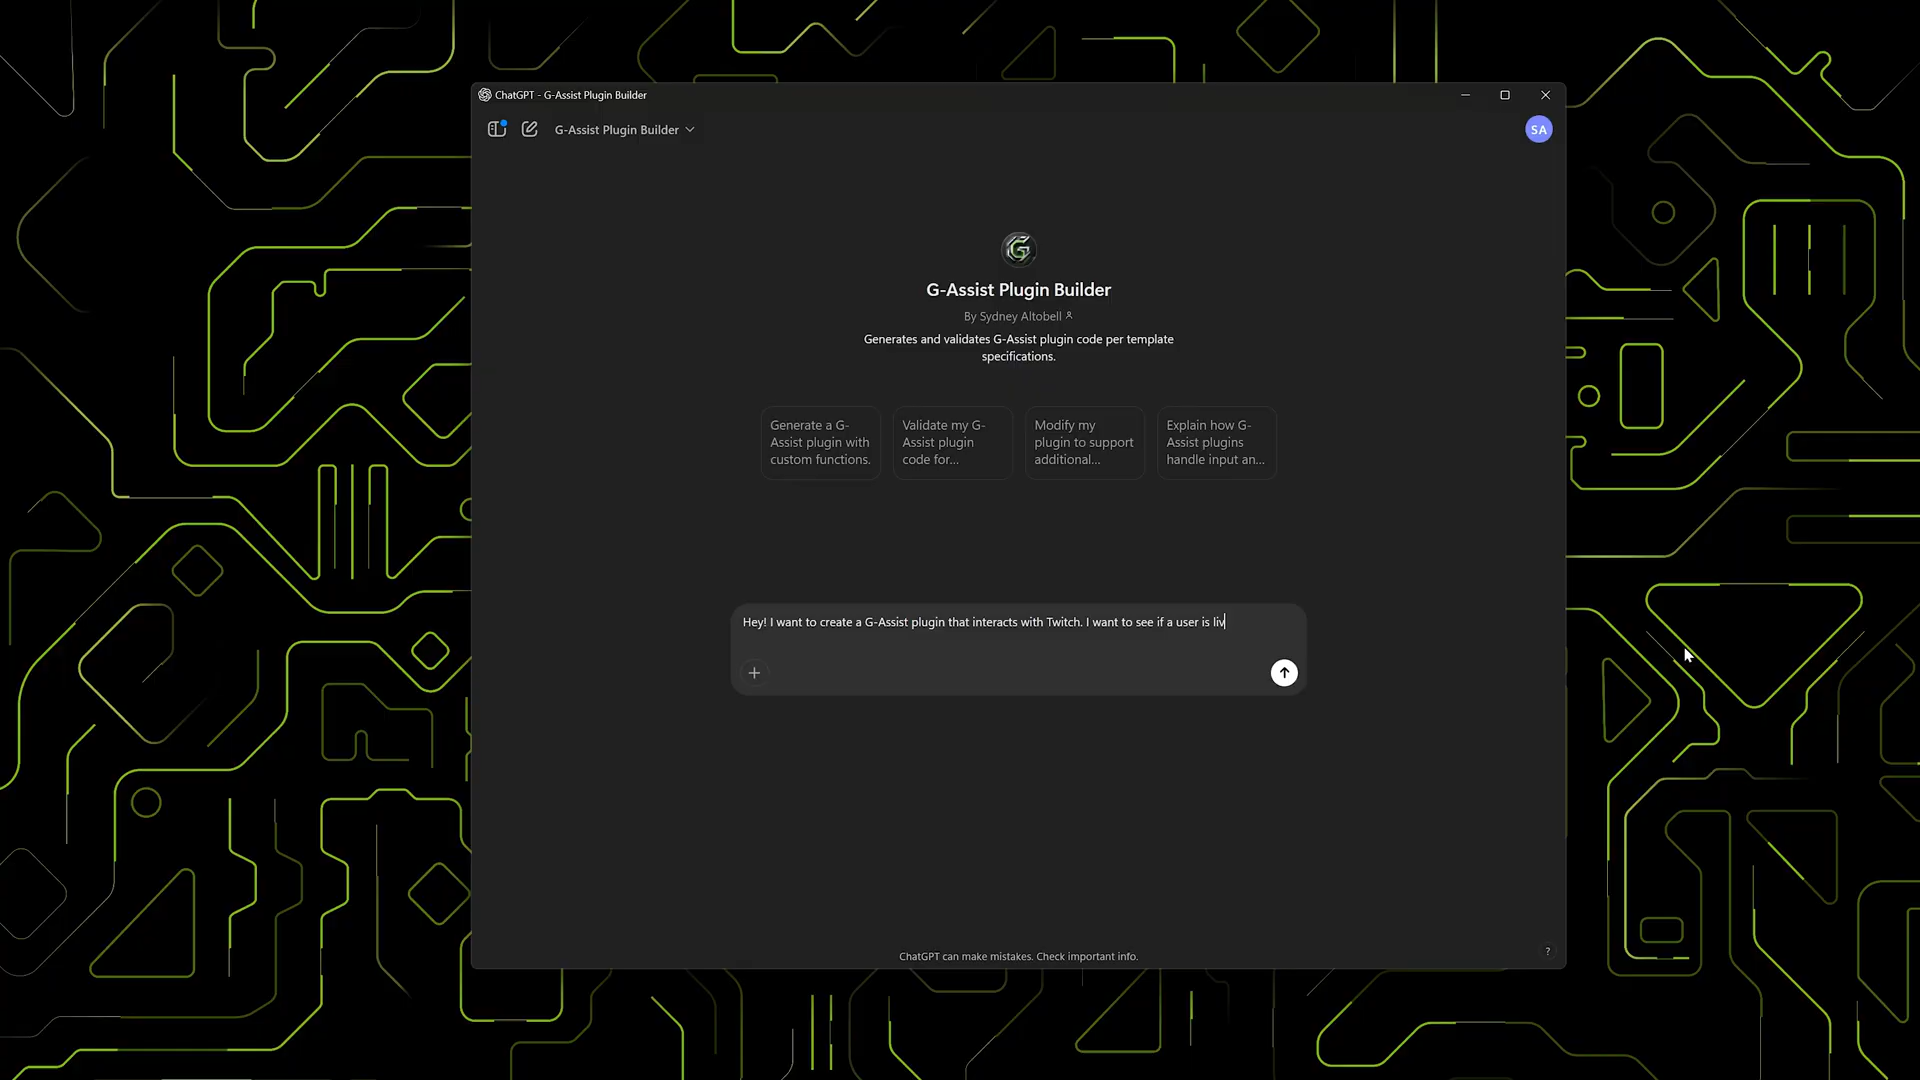 ChatGPT - G-Assist Plugin Builder
G-Assist Plugin Builder
SA
G-Assist Plugin Builder
By Sydney Altobell
Generates and validates G-Assist plugin code per template
specifications.
Generate a G-
Assist plugin with
custom functions.
Validate my G-
Assist plugin
code for...
Modify my
plugin to support
additional...
Explain how G-
Assist plugins
handle input an...
Hey! I want to create a G-Assist plugin that interacts with Twitch. I want to see if a user is liv
ChatGPT can make mistakes. Check important info.
?